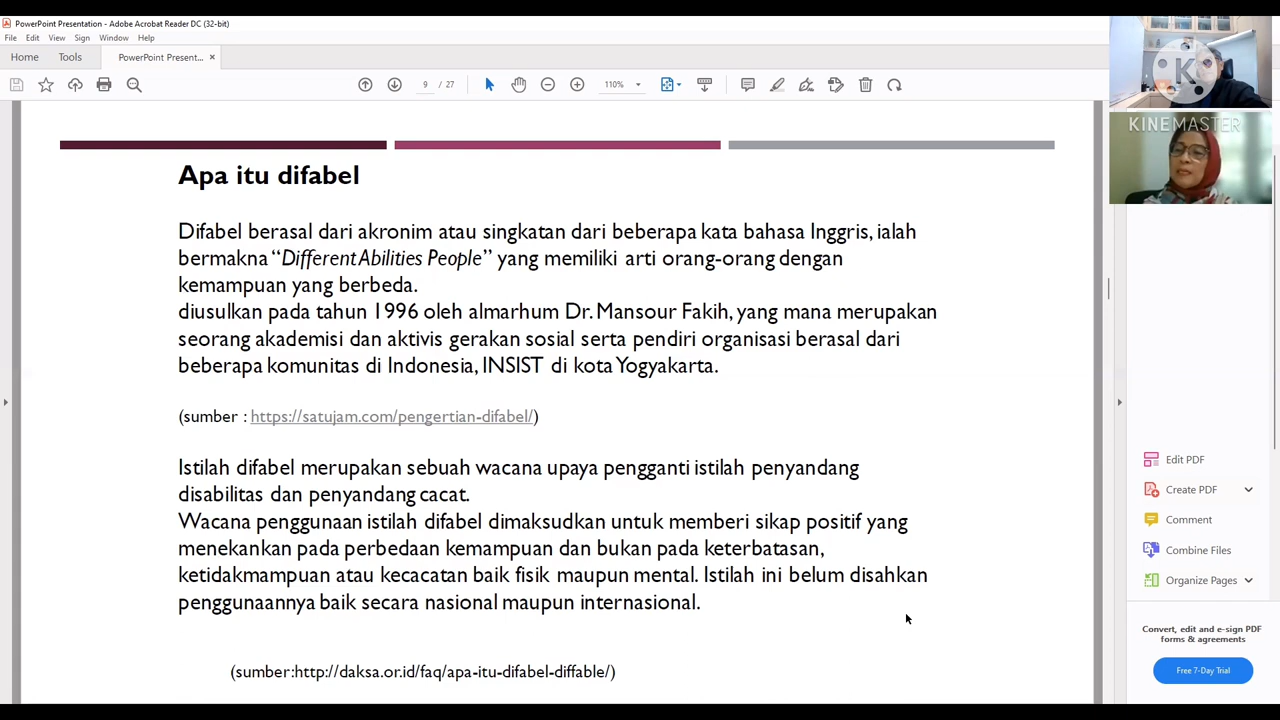 PowerPoint Presentation - Adobe Acrobat Reader DC (32-bit)
File Edit View Sign Window Help
Home Tools PowerPoint Present... ×
9 / 27 110%
K
KINEMASTER
Apa itu difabel
Difabel berasal dari akronim atau singkatan dari beberapa kata bahasa Inggris, ialah
bermakna “Different Abilities People” yang memiliki arti orang-orang dengan
kemampuan yang berbeda.
diusulkan pada tahun 1996 oleh almarhum Dr. Mansour Fakih, yang mana merupakan
seorang akademisi dan aktivis gerakan sosial serta pendiri organisasi berasal dari
beberapa komunitas di Indonesia, INSIST di kota Yogyakarta.
(sumber : https://satujam.com/pengertian-difabel/)
Istilah difabel merupakan sebuah wacana upaya pengganti istilah penyandang
disabilitas dan penyandang cacat.
Wacana penggunaan istilah difabel dimaksudkan untuk memberi sikap positif yang
menekankan pada perbedaan kemampuan dan bukan pada keterbatasan,
ketidakmampuan atau kecacatan baik fisik maupun mental. Istilah ini belum disahkan
penggunaannya baik secara nasional maupun internasional.
(sumber:http://daksa.or.id/faq/apa-itu-difabel-diffable/)
Edit PDF
Create PDF
Comment
Combine Files
Organize Pages
Convert, edit and e-sign PDF
forms & agreements
Free 7-Day Trial